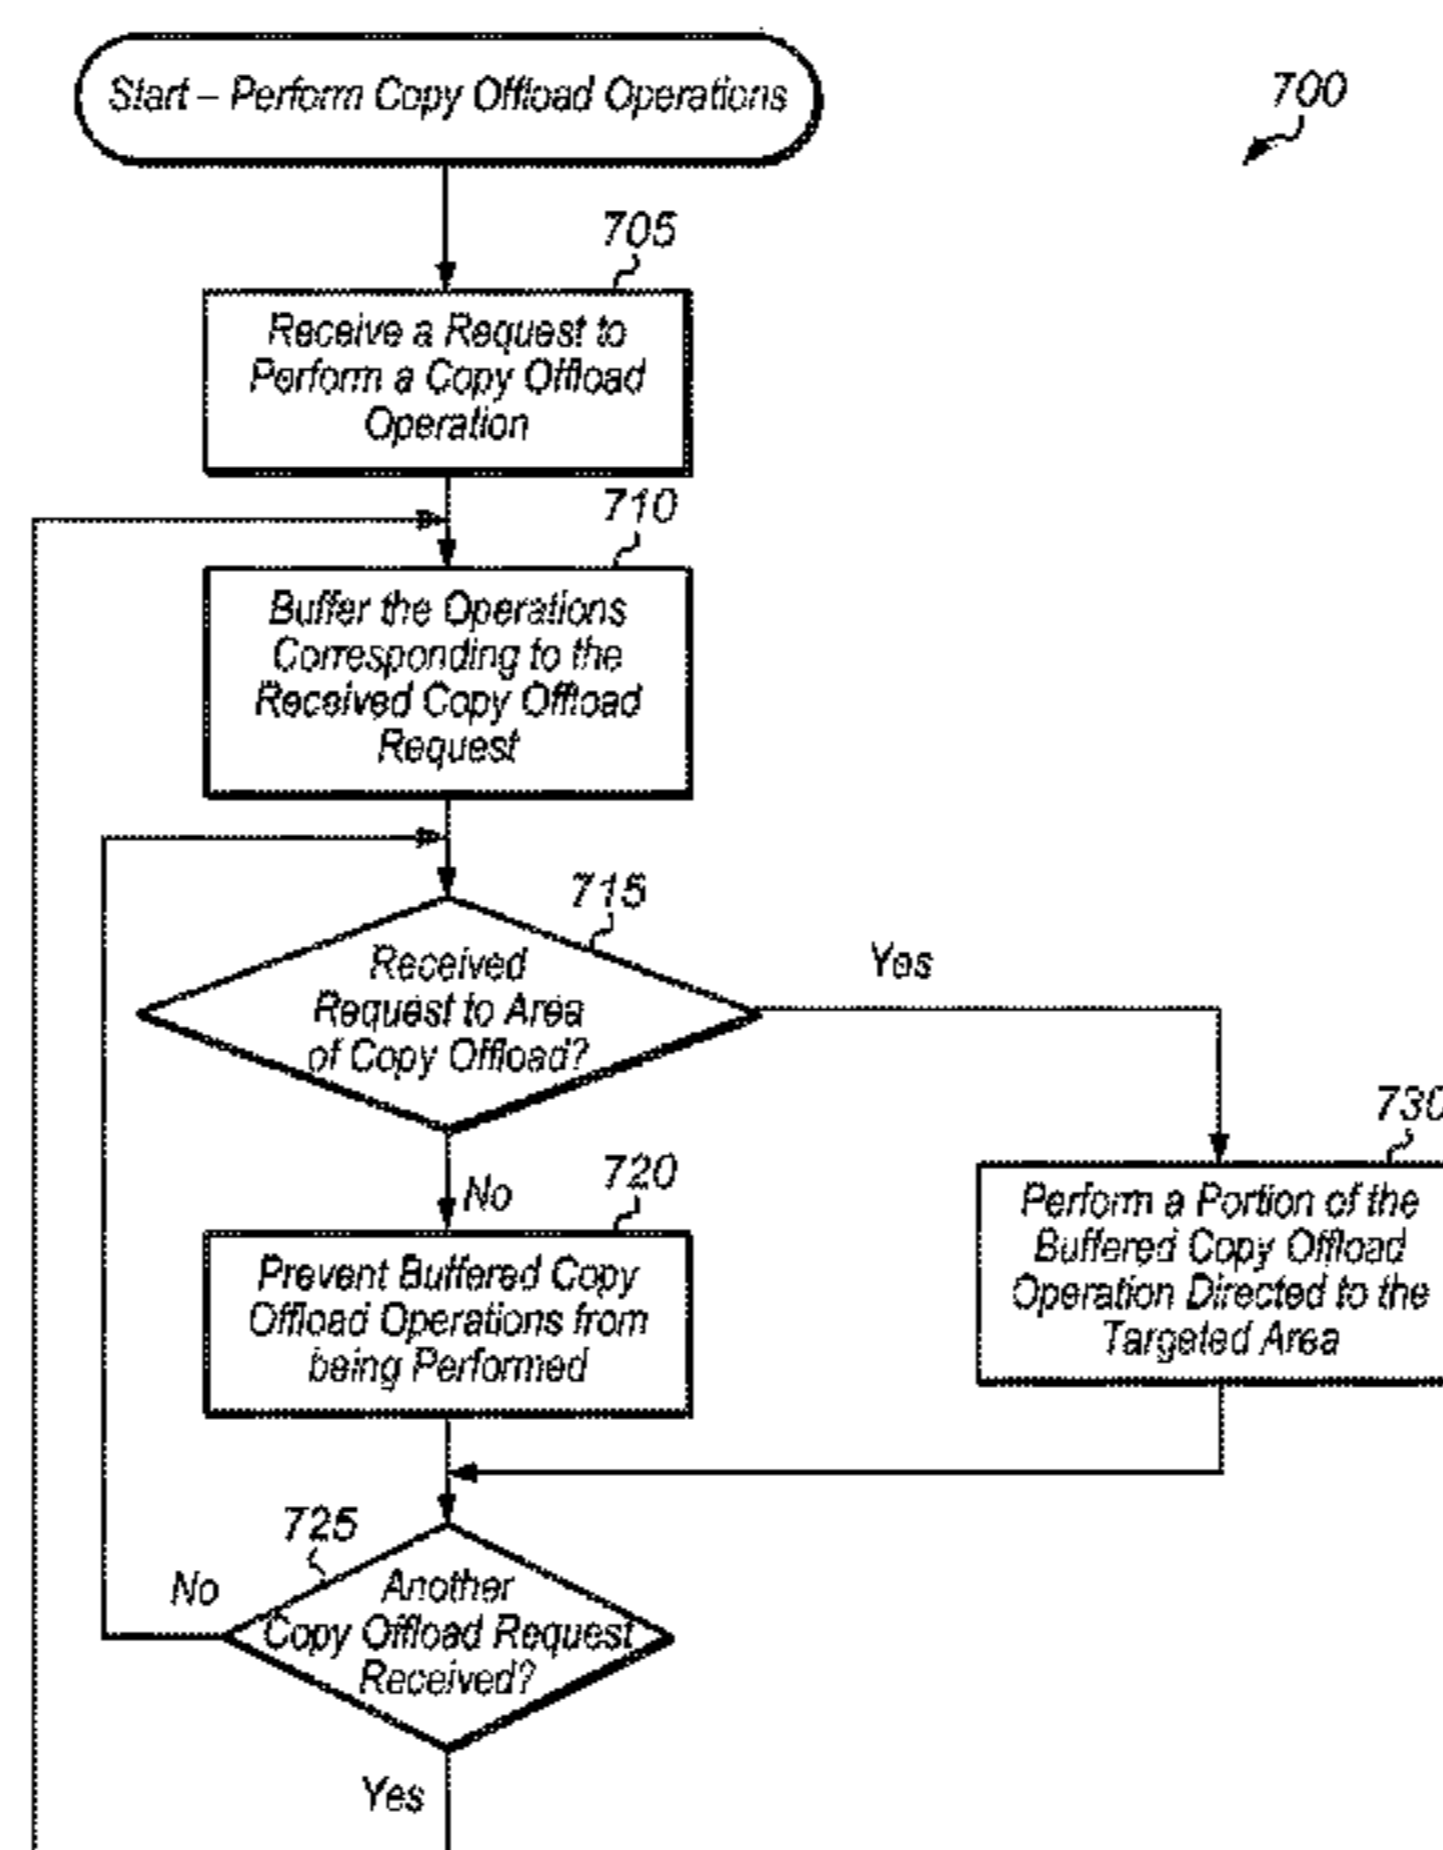 Start – Perform Copy Offload Operations
700
705
Receive a Request to
Perform a Copy Offload
Operation
710
Buffer the Operations
Corresponding to the
Received Copy Offload
Request
715
Received
Request to Area
of Copy Offload?
Yes
No
720
Prevent Buffered Copy
Offload Operations from
being Performed
730
Perform a Portion of the
Buffered Copy Offload
Operation Directed to the
Targeted Area
725
No
Another
Copy Offload Request
Received?
Yes